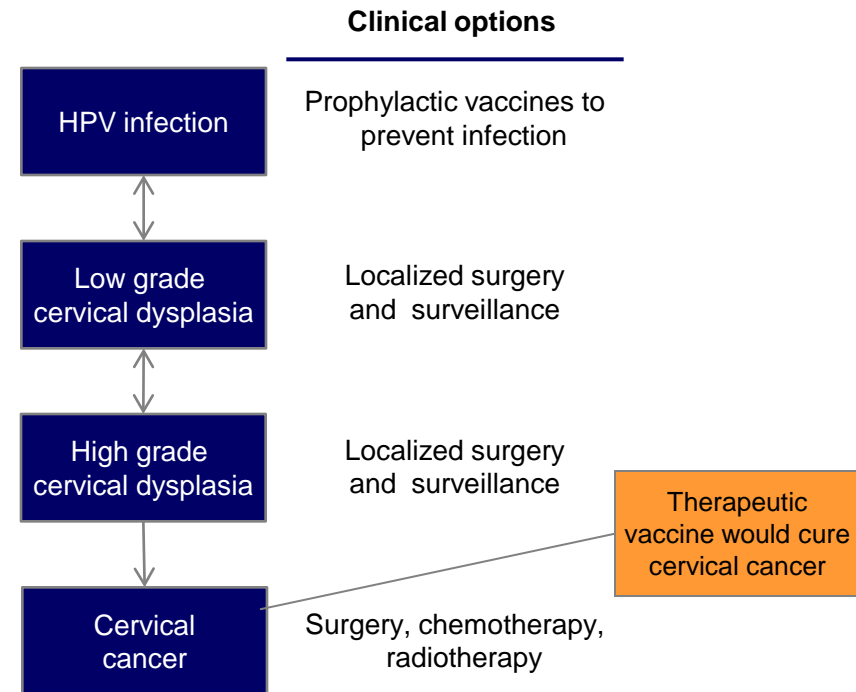 Clinical options
HPV infection
Prophylactic vaccines to
prevent infection
Low grade
cervical dysplasia
Localized surgery
and surveillance
High grade
cervical dysplasia
Localized surgery
and surveillance
Therapeutic
vaccine would cure
cervical cancer
Cervical
cancer
Surgery, chemotherapy,
radiotherapy